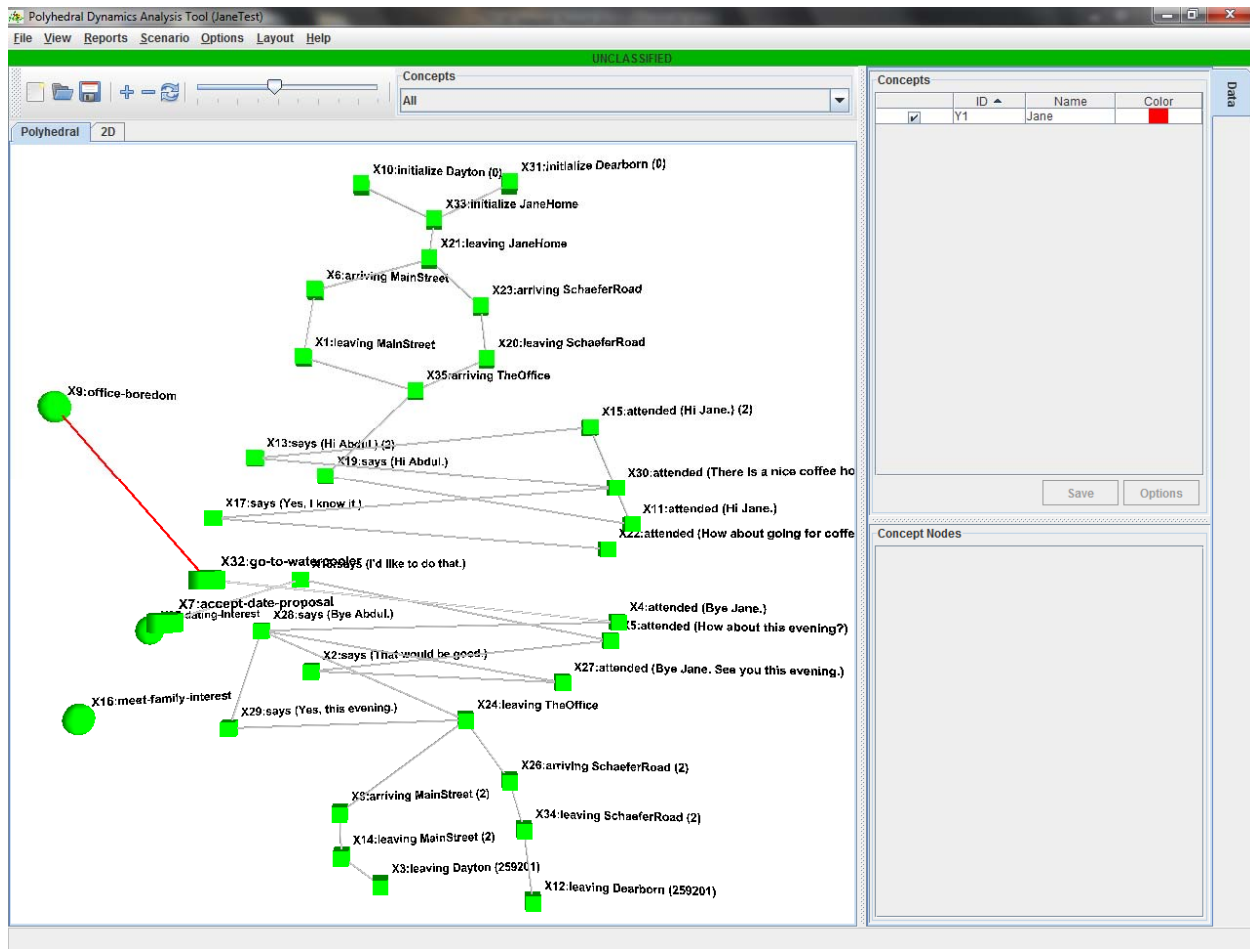 Polyhedral Dynamics Analysis Tool (JaneTest)
File View Reports Scenario Options Layout Help
UNCLASSIFIED
Concepts
All
Polyhedral 2D
X10:initialize Dayton (0)
X31:initialize Dearborn (0)
X33:initialize JaneHome
X21:leaving JaneHome
X6:arriving MainStreet
X23:arriving SchaeferRoad
X1:leaving MainStreet
X20:leaving SchaeferRoad
X35:arriving TheOffice
X9:office-boredom
X15:attended (Hi Jane.) (2)
X13:says (Hi Abdul.) (2)
X19:says (Hi Abdul.)
X30:attended (There is a nice coffee ho
X17:says (Yes, I know it.)
X11:attended (Hi Jane.)
X22:attended (How about going for coffe
X32:go-to-watercooler
says (I'd like to do that.)
X7:accept-date-proposal
dating-interest
X28:says (Bye Abdul.)
X4:attended (Bye Jane.)
X5:attended (How about this evening?)
X2:says (That would be good.)
X27:attended (Bye Jane. See you this evening.)
X16:meet-family-interest
X29:says (Yes, this evening.)
X24:leaving TheOffice
X26:arriving SchaeferRoad (2)
arriving MainStreet (2)
X34:leaving SchaeferRoad (2)
X14:leaving MainStreet (2)
X3:leaving Dayton (259201)
X12:leaving Dearborn (259201)
Concepts
ID Name Color
Y1 Jane
Save Options
Concept Nodes
Data